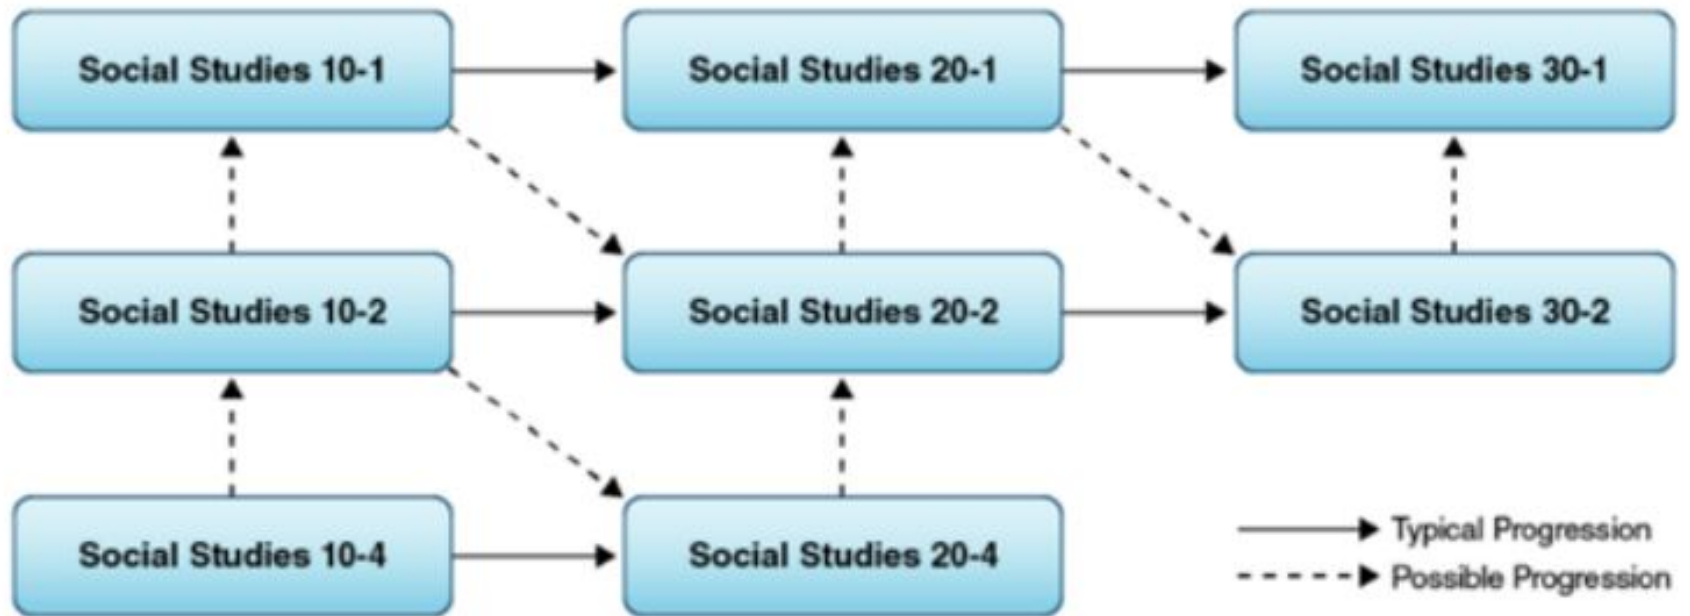 Social Studies 10-1
Social Studies 20-1
Social Studies 30-1
Social Studies 10-2
Social Studies 20-2
Social Studies 30-2
Social Studies 10-4
Social Studies 20-4
Typical Progression
Possible Progression